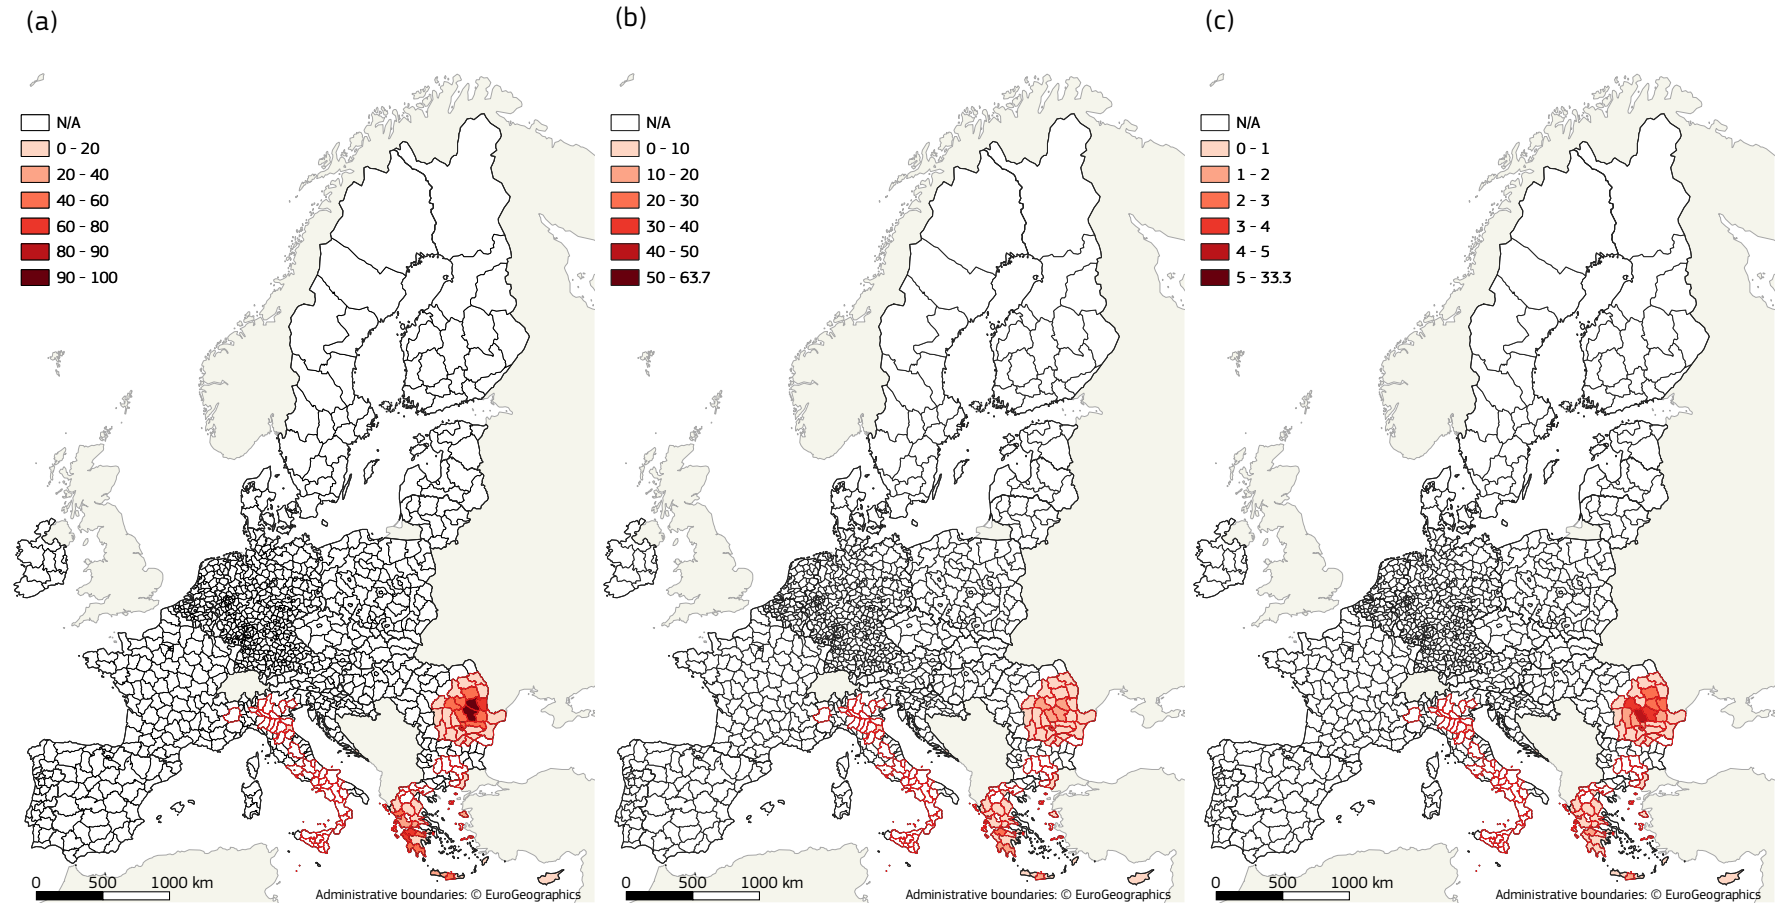 (a)
N/A
0 - 20
20 - 40
40 - 60
60 - 80
80 - 90
90 - 100
0 500 1000 km
Administrative boundaries: © EuroGeographics
(b)
N/A
0 - 10
10 - 20
20 - 30
30 - 40
40 - 50
50 - 63.7
0 500 1000 km
Administrative boundaries: © EuroGeographics
(c)
N/A
0 - 1
1 - 2
2 - 3
3 - 4
4 - 5
5 - 33.3
0 500 1000 km
Administrative boundaries: © EuroGeographics